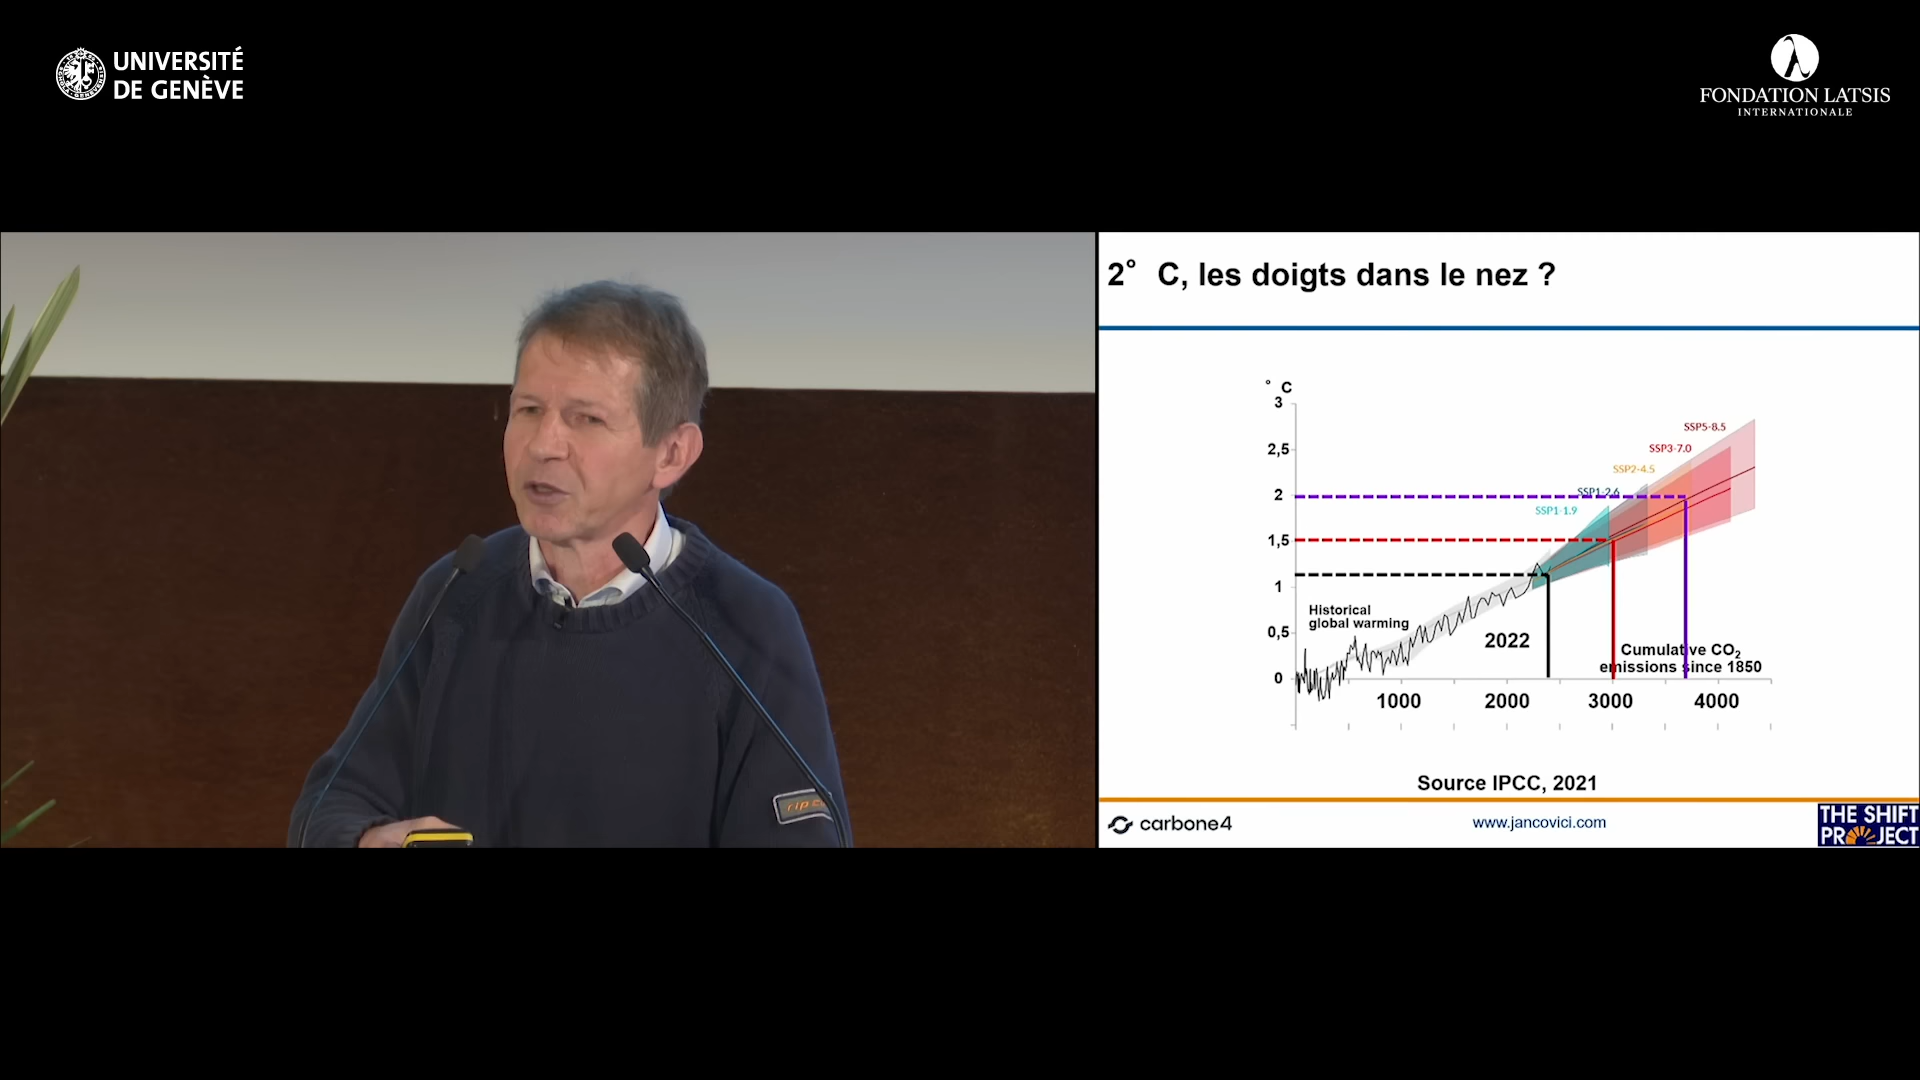 UNIVERSITÉ
DE GENÈVE
FONDATION LATSIS
INTERNATIONALE
2° C, les doigts dans le nez ?
° C
3
2,5
2
1,5
1
0,5
0
SSP5-8.5
SSP3-7.0
SSP2-4.5
SSP1-2.6
SSP1-1.9
Historical
global warming
2022
Cumulative CO2
emissions since 1850
1000 2000 3000 4000
Source IPCC, 2021
carbone4
www.jancovici.com
THE SHIFT
PROJECT
rip